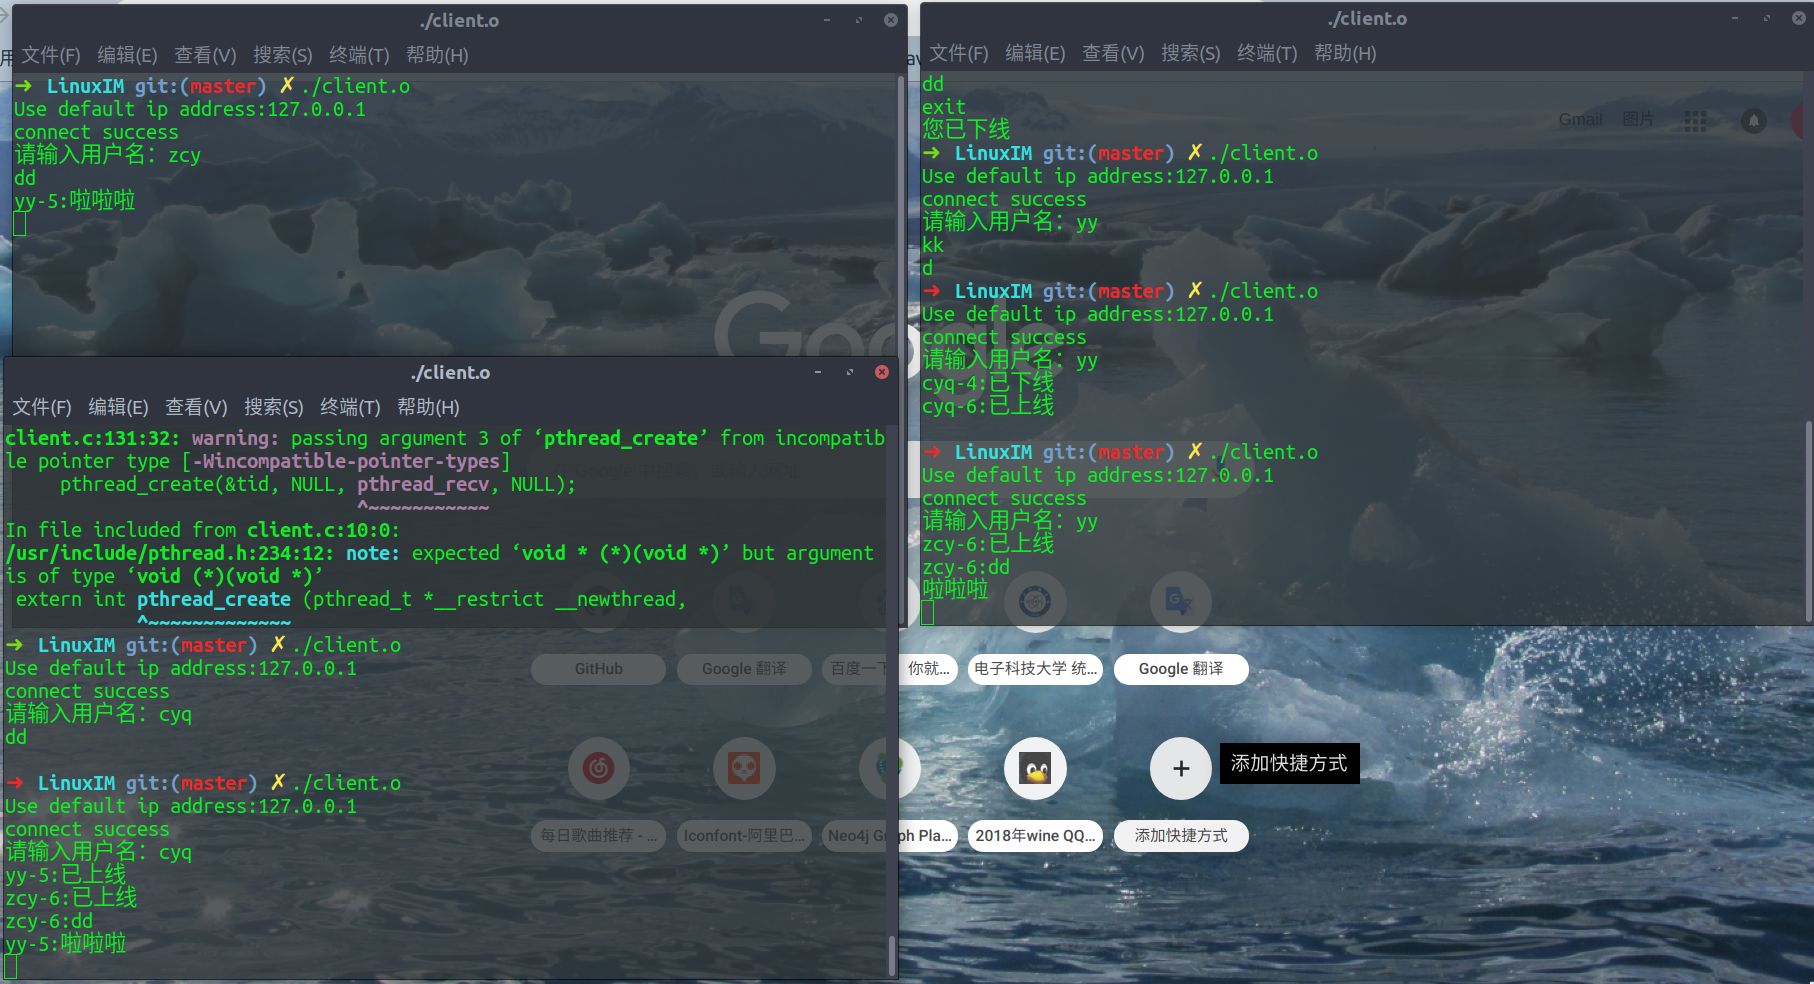 ./client.o
文件(F) 编辑(E) 查看(V) 搜索(S) 终端(T) 帮助(H)
➜ LinuxIM git:(master) ✗ ./client.o
Use default ip address:127.0.0.1
connect success
请输入用户名：zcy
dd
yy-5:啦啦啦
./client.o
文件(F) 编辑(E) 查看(V) 搜索(S) 终端(T) 帮助(H)
dd
exit
您已下线
➜ LinuxIM git:(master) ✗ ./client.o
Use default ip address:127.0.0.1
connect success
请输入用户名：yy
kk
d
➜ LinuxIM git:(master) ✗ ./client.o
Use default ip address:127.0.0.1
connect success
请输入用户名：yy
cyq-4:已下线
cyq-6:已上线
➜ LinuxIM git:(master) ✗ ./client.o
Use default ip address:127.0.0.1
connect success
请输入用户名：yy
zcy-6:已上线
zcy-6:dd
啦啦啦
Gmail 图片
Google
./client.o
文件(F) 编辑(E) 查看(V) 搜索(S) 终端(T) 帮助(H)
client.c:131:32: warning: passing argument 3 of ‘pthread_create’ from incompatib
le pointer type [-Wincompatible-pointer-types]
pthread_create(&tid, NULL, pthread_recv, NULL);
^~~~~~~~~~~~
In file included from client.c:10:0:
/usr/include/pthread.h:234:12: note: expected ‘void * (*)(void *)’ but argument
is of type ‘void (*)(void *)’
extern int pthread_create (pthread_t *__restrict __newthread,
^~~~~~~~~~~~~~
➜ LinuxIM git:(master) ✗ ./client.o
Use default ip address:127.0.0.1
connect success
请输入用户名：cyq
dd
➜ LinuxIM git:(master) ✗ ./client.o
Use default ip address:127.0.0.1
connect success
请输入用户名：cyq
yy-5:已上线
zcy-6:已上线
zcy-6:dd
yy-5:啦啦啦
GitHub
Google 翻译
百度一下 你就...
电子科技大学 统...
Google 翻译
每日歌曲推荐 - ...
Iconfont-阿里巴...
Neo4j Graph Pla...
2018年wine QQ...
添加快捷方式
添加快捷方式